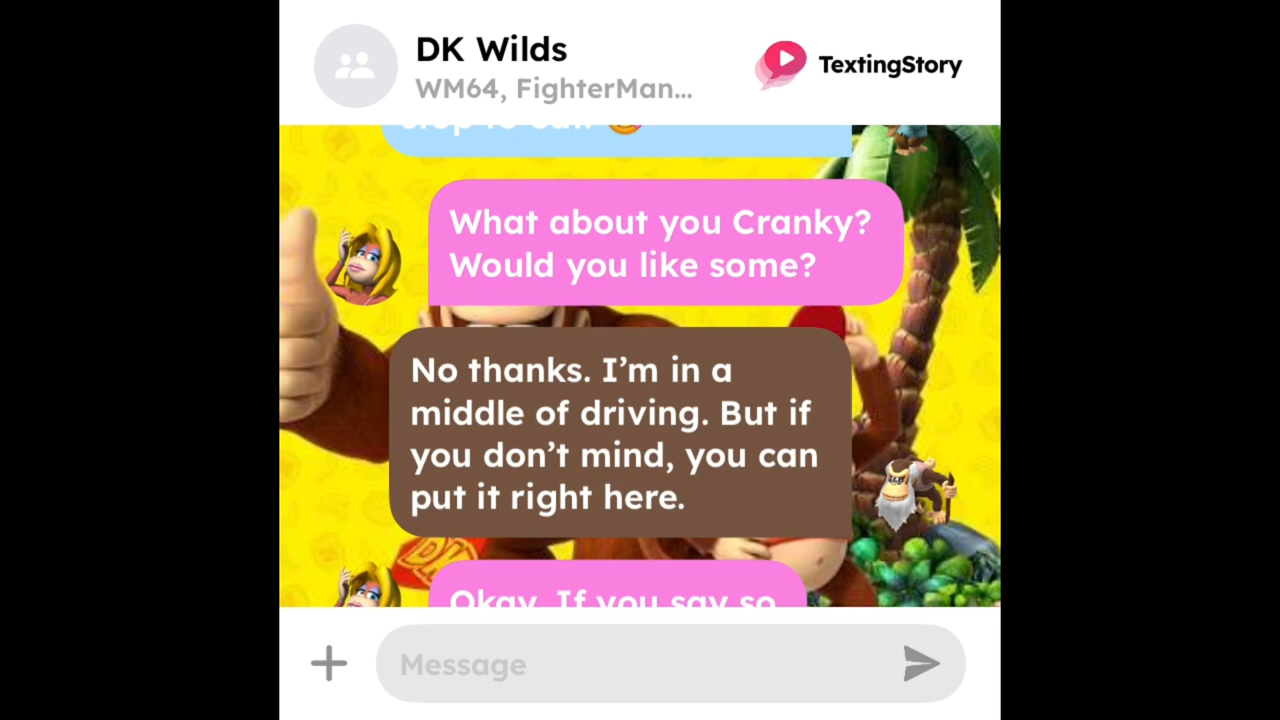 DK Wilds
WM64, FighterMan...
TextingStory
What about you Cranky?
Would you like some?
No thanks. I’m in a
middle of driving. But if
you don’t mind, you can
put it right here.
DK
Okay. If you say so
Message